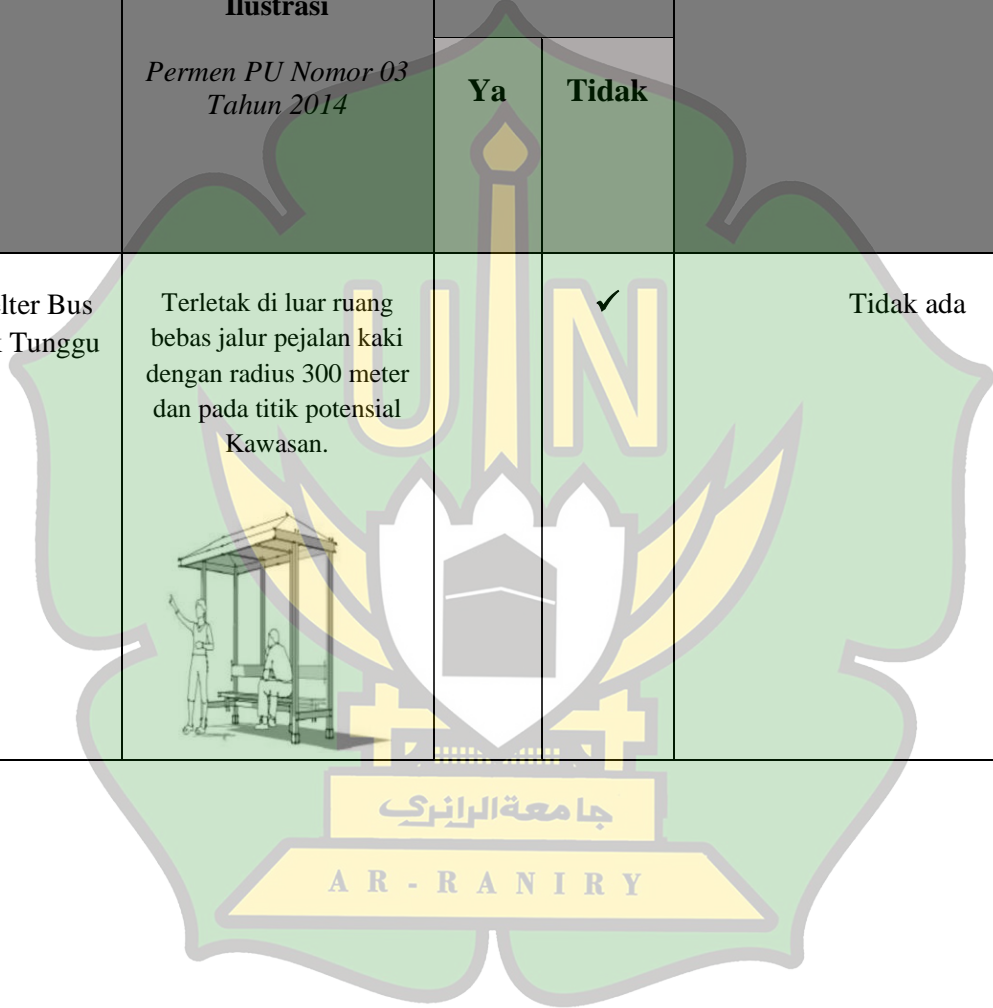 Ilustrasi
Permen PU Nomor 03
Tahun 2014
Ya
Tidak
lter Bus
Tunggu
Terletak di luar ruang
bebas jalur pejalan kaki
dengan radius 300 meter
dan pada titik potensial
Kawasan.
✓
Tidak ada
UIN
جامعةالرانري
AR-RANIRY